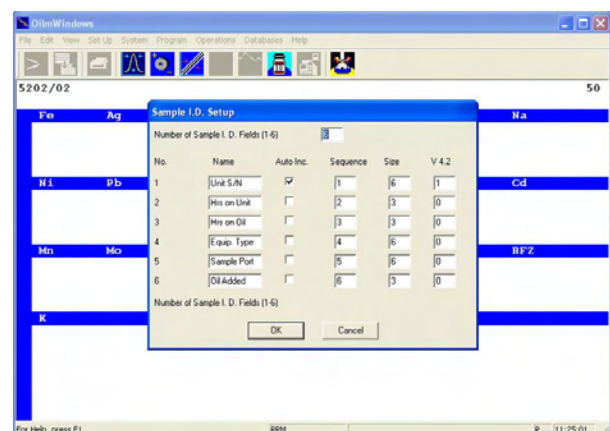 OilmWindows
File Edit View Set Up System Program Operations Databases Help
5202/02 50
Fe Ag Na
Sample I.D. Setup
Number of Sample I. D. Fields (1-6) 6
No. Name Auto Inc. Sequence Size V 4.2
1 Unit S/N 1 6 1
2 Hrs on Unit 2 3 0
3 Hrs on Oil 3 3 0
4 Equip. Type 4 6 0
5 Sample Port 5 6 0
6 Oil Added 6 3 0
Ni Pb Cd
Mn Mo BFZ
K
Number of Sample I. D. Fields (1-6)
OK Cancel
For Help, press F1 PPM R 11:25:01